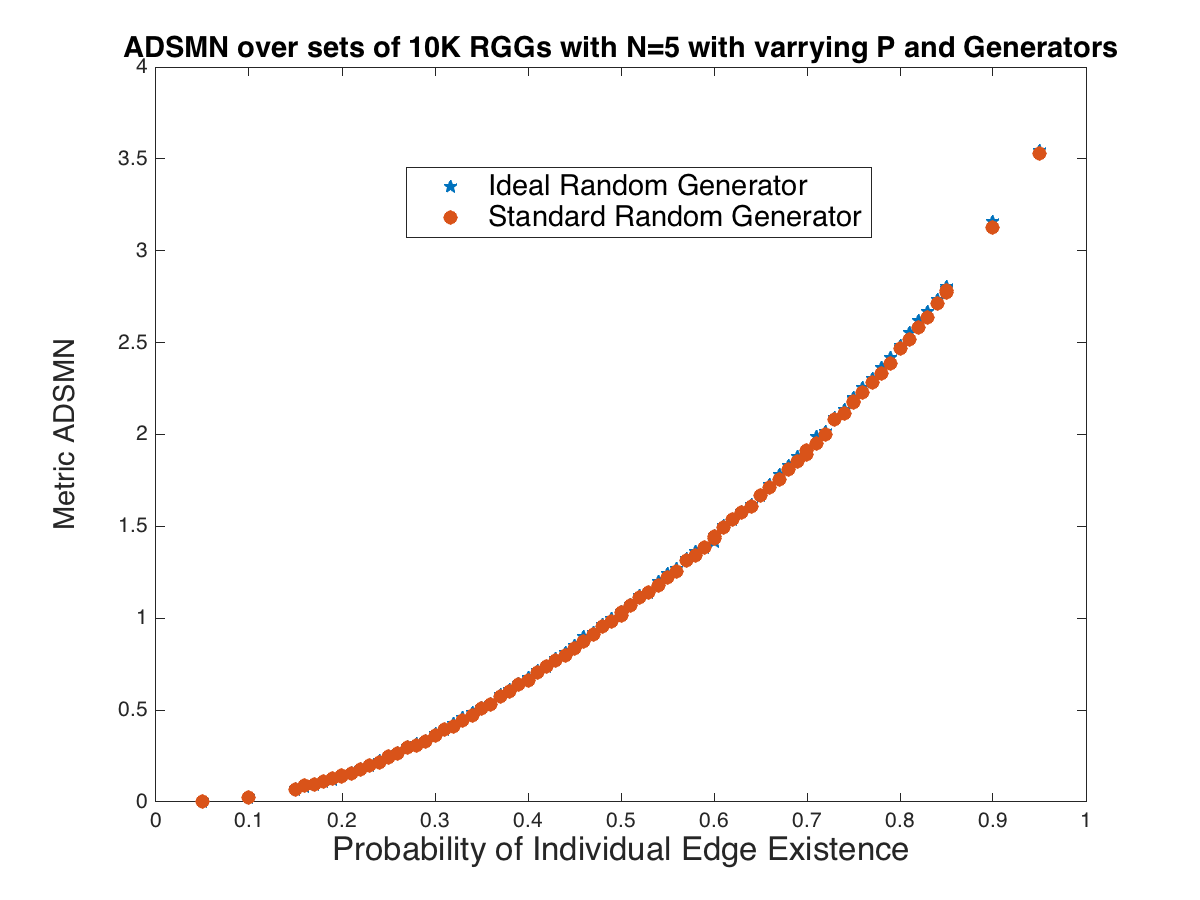 ADSMN over sets of 10K RGGs with N=5 with varrying P and Generators
4
3.5
3
2.5
2
1.5
1
0.5
0
Metric ADSMN
Ideal Random Generator
Standard Random Generator
0 0.1 0.2 0.3 0.4 0.5 0.6 0.7 0.8 0.9 1
Probability of Individual Edge Existence